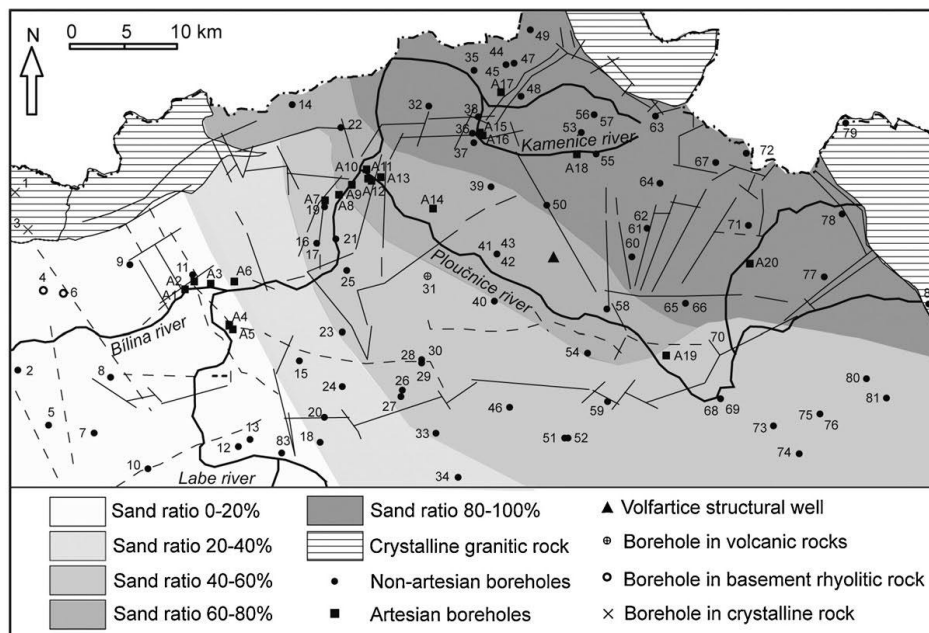 N
0 5 10 km
49
44 47
35
45
A17
48
14
32
38
56 57
63
79
22
36 A15
A16
53
Kamenice river
37
72
A18 55
67
A10 A11
A13
1
A9 A12
39
64
A7
19 A8
A14
50
78
3
62
61
71
16
17 21
41 43
42
60
9
11
A2 A3 A6
A1
25
31
A20
77
4
6
40
Ploučnice river
58
65 66
8
A4
A5
23
Bílina river
54
70
A19
2
8
15
28 30
29
24
26
27
80
81
5
7
20
18
46
59
68 69
75
76
73
13
12 83
33
51 52
74
10
Labe river
34
Sand ratio 0-20%
Sand ratio 20-40%
Sand ratio 40-60%
Sand ratio 60-80%
Sand ratio 80-100%
Crystalline granitic rock
Non-artesian boreholes
Artesian boreholes
Volfartice structural well
Borehole in volcanic rocks
Borehole in basement rhyolitic rock
Borehole in crystalline rock